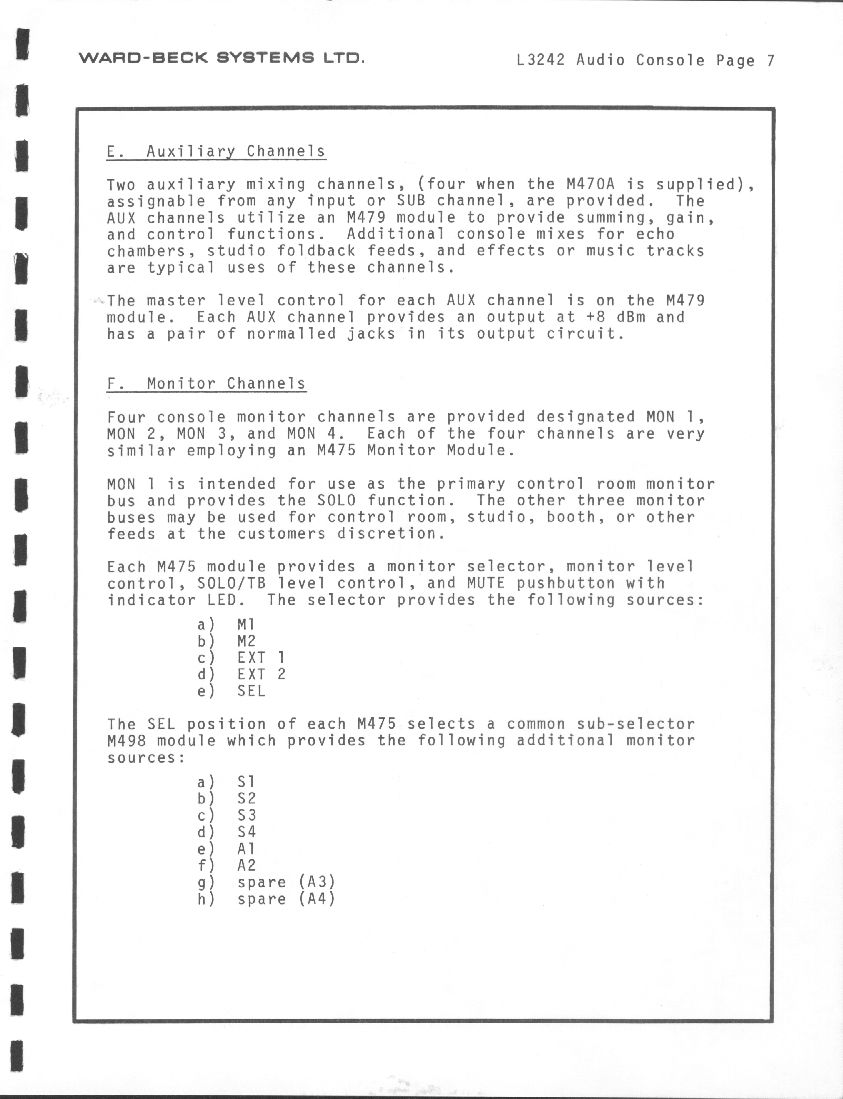 WARD-BECK SYSTEMS LTD.
L3242 Audio Console Page 7
E. Auxiliary Channels
Two auxiliary mixing channels, (four when the M470A is supplied),
assignable from any input or SUB channel, are provided. The
AUX channels utilize an M479 module to provide summing, gain,
and control functions. Additional console mixes for echo
chambers, studio foldback feeds, and effects or music tracks
are typical uses of these channels.
The master level control for each AUX channel is on the M479
module. Each AUX channel provides an output at +8 dBm and
has a pair of normalled jacks in its output circuit.
F. Monitor Channels
Four console monitor channels are provided designated MON 1,
MON 2, MON 3, and MON 4. Each of the four channels are very
similar employing an M475 Monitor Module.
MON 1 is intended for use as the primary control room monitor
bus and provides the SOLO function. The other three monitor
buses may be used for control room, studio, booth, or other
feeds at the customers discretion.
Each M475 module provides a monitor selector, monitor level
control, SOLO/TB level control, and MUTE pushbutton with
indicator LED. The selector provides the following sources:
a) M1
b) M2
c) EXT 1
d) EXT 2
e) SEL
The SEL position of each M475 selects a common sub-selector
M498 module which provides the following additional monitor
sources:
a) S1
b) S2
c) S3
d) S4
e) A1
f) A2
g) spare (A3)
h) spare (A4)